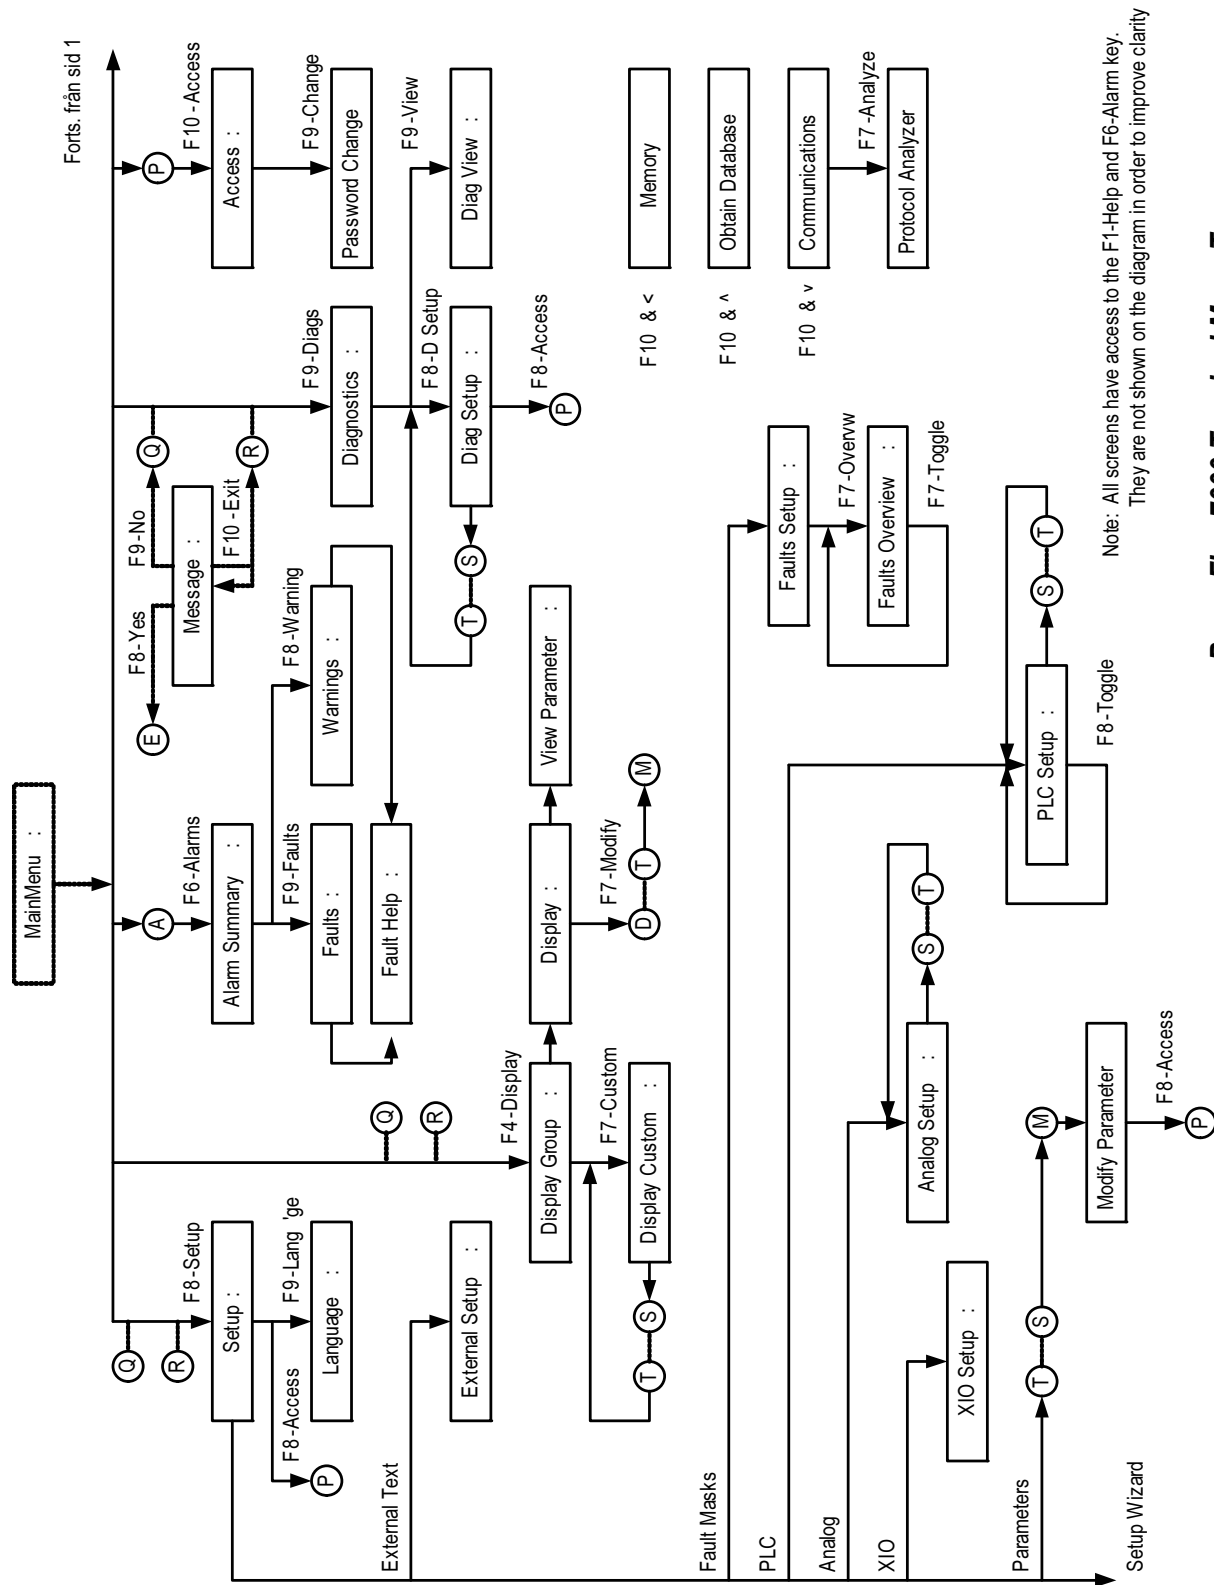 MainMenu :
Forts. från sid 1
Q
R
F8-Setup
Setup :
F8-Access
P
F9-Lang 'ge
Language :
External Text
External Setup :
Q
R
F4-Display
Display Group :
F7-Custom
Display Custom :
T
S
Display :
View Parameter :
F7-Modify
D
T
M
A
F6-Alarms
Alarm Summary :
F9-Faults
Faults :
Fault Help :
F8-Warning
Warnings :
E
F8-Yes
Message :
F9-No
F10-Exit
Q
R
F9-Diags
Diagnostics :
F8-D Setup
Diag Setup :
F8-Access
P
T
S
F9-View
Diag View :
P
F10-Access
Access :
F9-Change
Password Change
F10 & <
Memory
F10 & ^
Obtain Database
F10 & v
Communications
F7-Analyze
Protocol Analyzer
Fault Masks
Faults Setup :
F7-Overvw
Faults Overview :
F7-Toggle
PLC
PLC Setup :
F8-Toggle
S
T
Analog
Analog Setup :
S
T
XIO
XIO Setup :
Parameters
T
S
M
Modify Parameter
F8-Access
P
Setup Wizard
Note: All screens have access to the F1-Help and F6-Alarm key.
They are not shown on the diagram in order to improve clarity